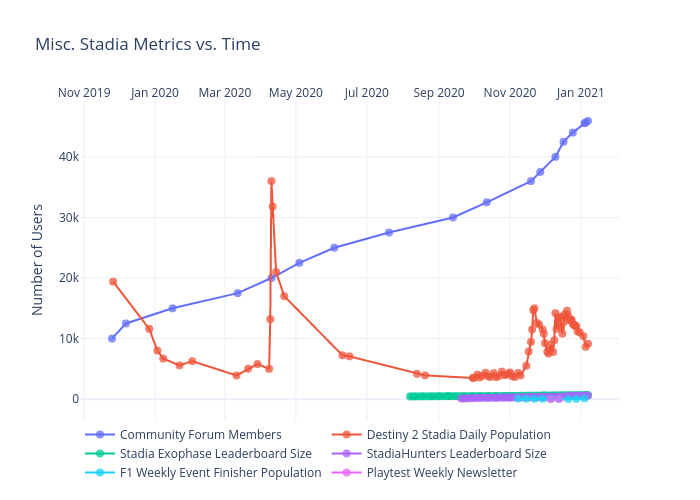 Misc. Stadia Metrics vs. Time
Nov 2019 Jan 2020 Mar 2020 May 2020 Jul 2020 Sep 2020 Nov 2020 Jan 2021
Number of Users
40k
30k
20k
10k
0
Community Forum Members Destiny 2 Stadia Daily Population
Stadia Exophase Leaderboard Size StadiaHunters Leaderboard Size
F1 Weekly Event Finisher Population Playtest Weekly Newsletter